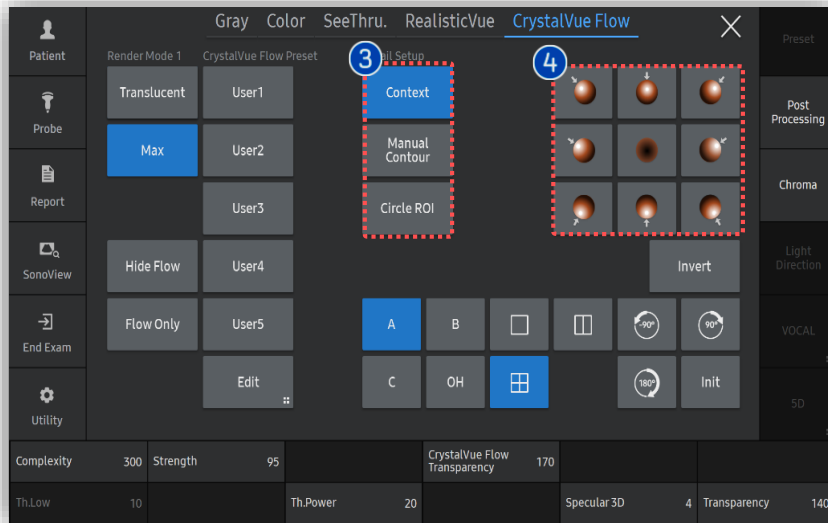 Gray Color SeeThru. RealisticVue CrystalVue Flow
Patient
Probe
Report
SonoView
End Exam
Utility
Render Mode 1
Translucent
Max
Hide Flow
Flow Only
CrystalVue Flow Preset
User1
User2
User3
User4
User5
Edit
3
Setup
Context
Manual
Contour
Circle ROI
4
Invert
A
B
-90°
90°
C
OH
180°
Init
Preset
Post
Processing
Chroma
Light
Direction
VOCAL
5D
Complexity 300
Strength 95
CrystalVue Flow
Transparency 170
Th.Low 10
Th.Power 20
Specular 3D 4
Transparency 140